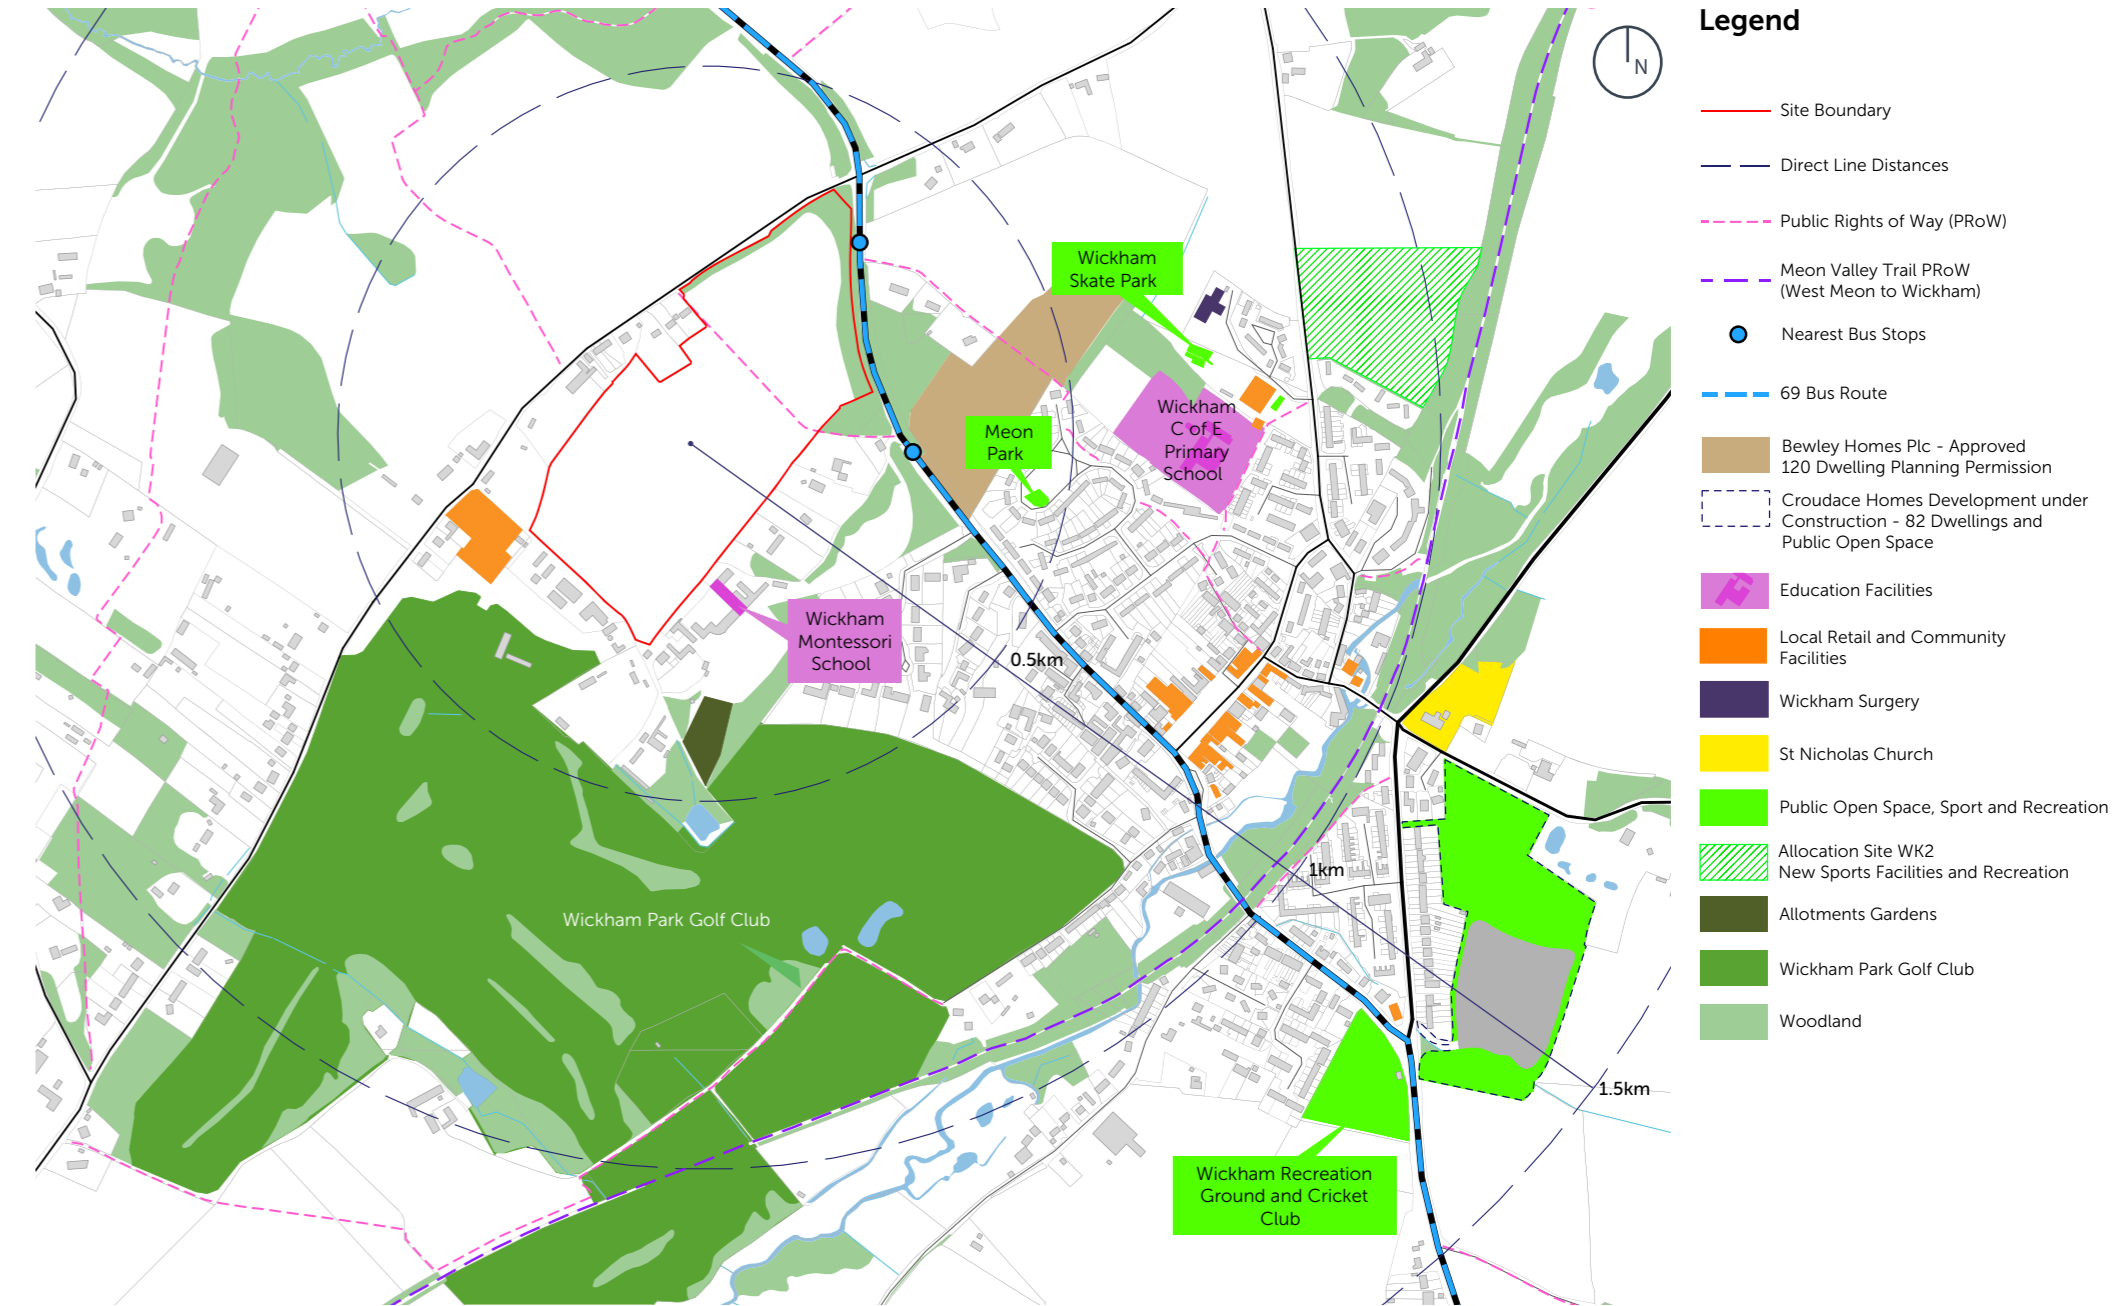 Legend
N
Site Boundary
Direct Line Distances
Public Rights of Way (PRoW)
Meon Valley Trail PRoW
(West Meon to Wickham)
Nearest Bus Stops
69 Bus Route
Bewley Homes Plc - Approved
120 Dwelling Planning Permission
Croudace Homes Development under
Construction - 82 Dwellings and
Public Open Space
Education Facilities
Local Retail and Community
Facilities
Wickham Surgery
St Nicholas Church
Public Open Space, Sport and Recreation
Allocation Site WK2
New Sports Facilities and Recreation
Allotments Gardens
Wickham Park Golf Club
Woodland
Wickham
Skate Park
Wickham
C of E
Primary
School
Meon
Park
Wickham
Montessori
School
0.5km
1km
Wickham Park Golf Club
1.5km
Wickham Recreation
Ground and Cricket
Club